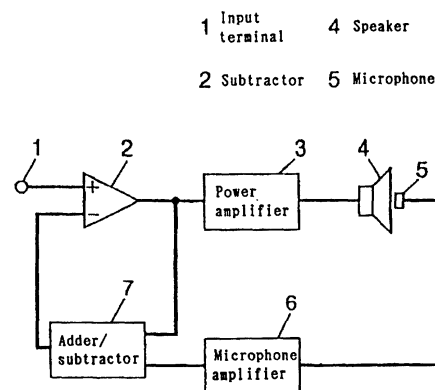 1 Input terminal
4 Speaker
2 Subtractor
5 Microphone
1
2
+
−
3
Power
amplifier
4
5
7
Adder/
subtractor
6
Microphone
amplifier